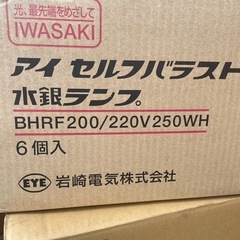 光、最先端をめざして
IWASAKI
アイ セルフバラスト
水銀ランプ
BHRF200/220V250WH
6個入
EYE 岩崎電気株式会社